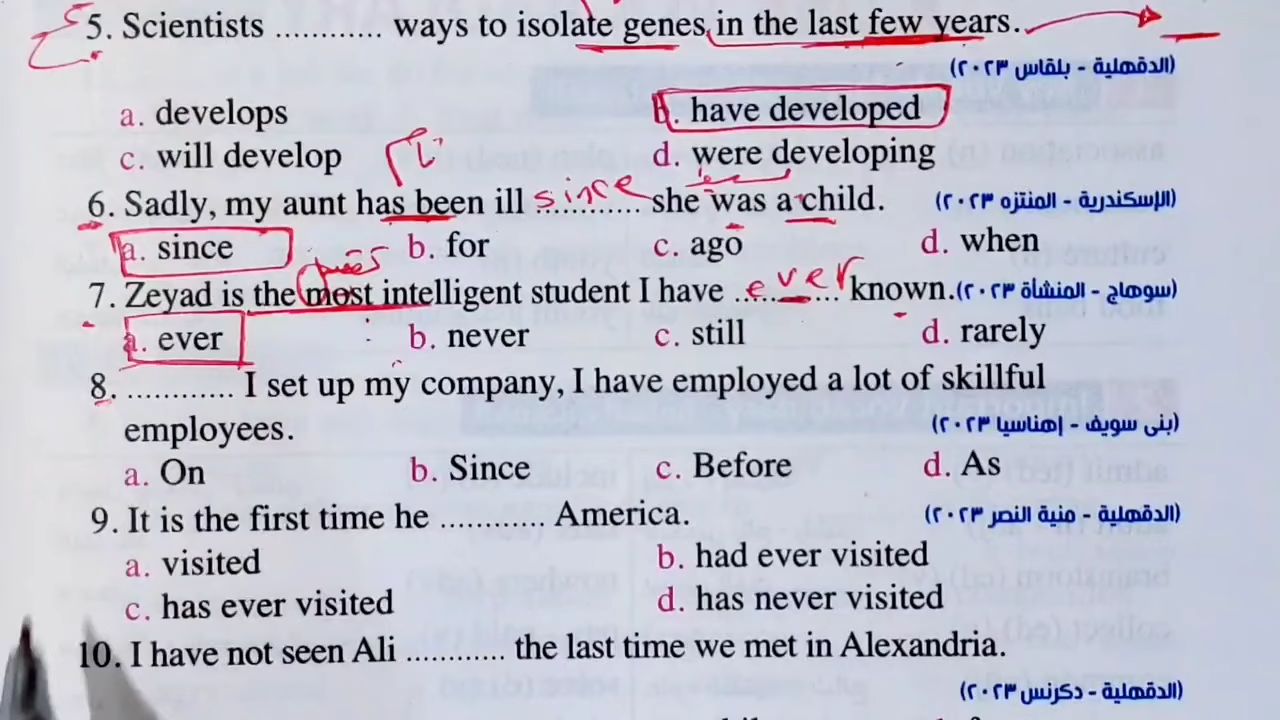 5. Scientists ............ ways to isolate genes in the last few years.
(الدقهلية - بلقاس ٢٠٢٣)
a. develops b. have developed
c. will develop d. were developing
6. Sadly, my aunt has been ill since she was a child. (الإسكندرية - المنتزه ٢٠٢٣)
a. since b. for c. ago d. when
7. Zeyad is the most intelligent student I have ever known. (سوهاج - المنشأة ٢٠٢٣)
a. ever b. never c. still d. rarely
8. ............ I set up my company, I have employed a lot of skillful
employees. (بنى سويف - إهناسيا ٢٠٢٣)
a. On b. Since c. Before d. As
9. It is the first time he ............ America. (الدقهلية - منية النصر ٢٠٢٣)
a. visited b. had ever visited
c. has ever visited d. has never visited
10. I have not seen Ali ........... the last time we met in Alexandria.
(الدقهلية - دكرنس ٢٠٢٣)